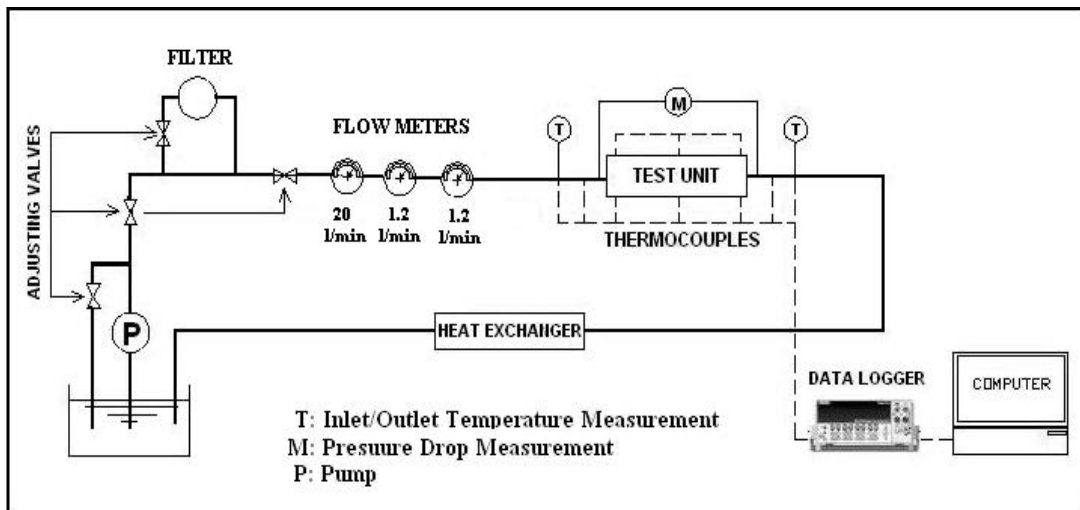 FILTER
FLOW METERS
20
l/min
1.2
l/min
1.2
l/min
ADJUSTING VALVES
T
M
T
TEST UNIT
THERMOCOUPLES
P
HEAT EXCHANGER
DATA LOGGER
COMPUTER
T: Inlet/Outlet Temperature Measurement
M: Pressuure Drop Measurement
P: Pump